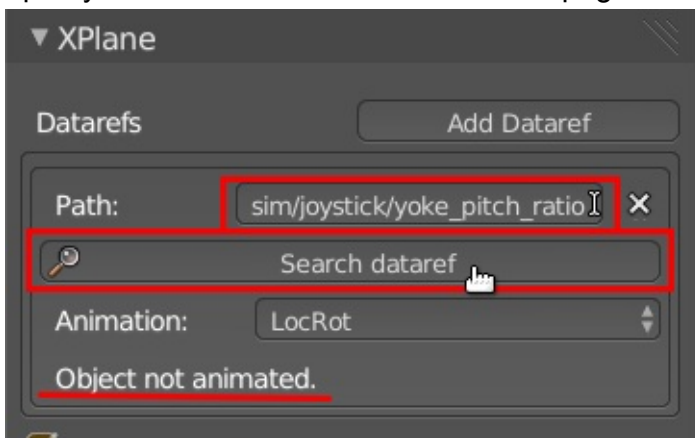 XPlane
Datarefs Add Dataref
Path: sim/joystick/yoke_pitch_ratio
Search dataref
Animation: LocRot
Object not animated.